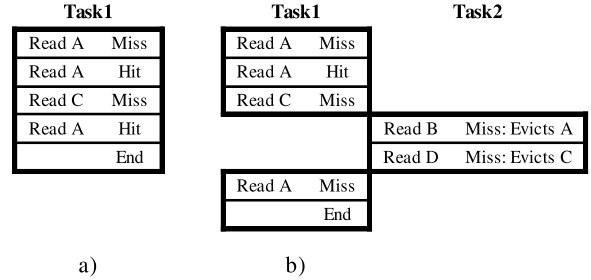 Task1 Task1 Task2
Read A Miss Read A Miss
Read A Hit Read A Hit
Read C Miss Read C Miss
Read A Hit Read B Miss: Evicts A
End Read D Miss: Evicts C
Read A Miss
End
a) b)